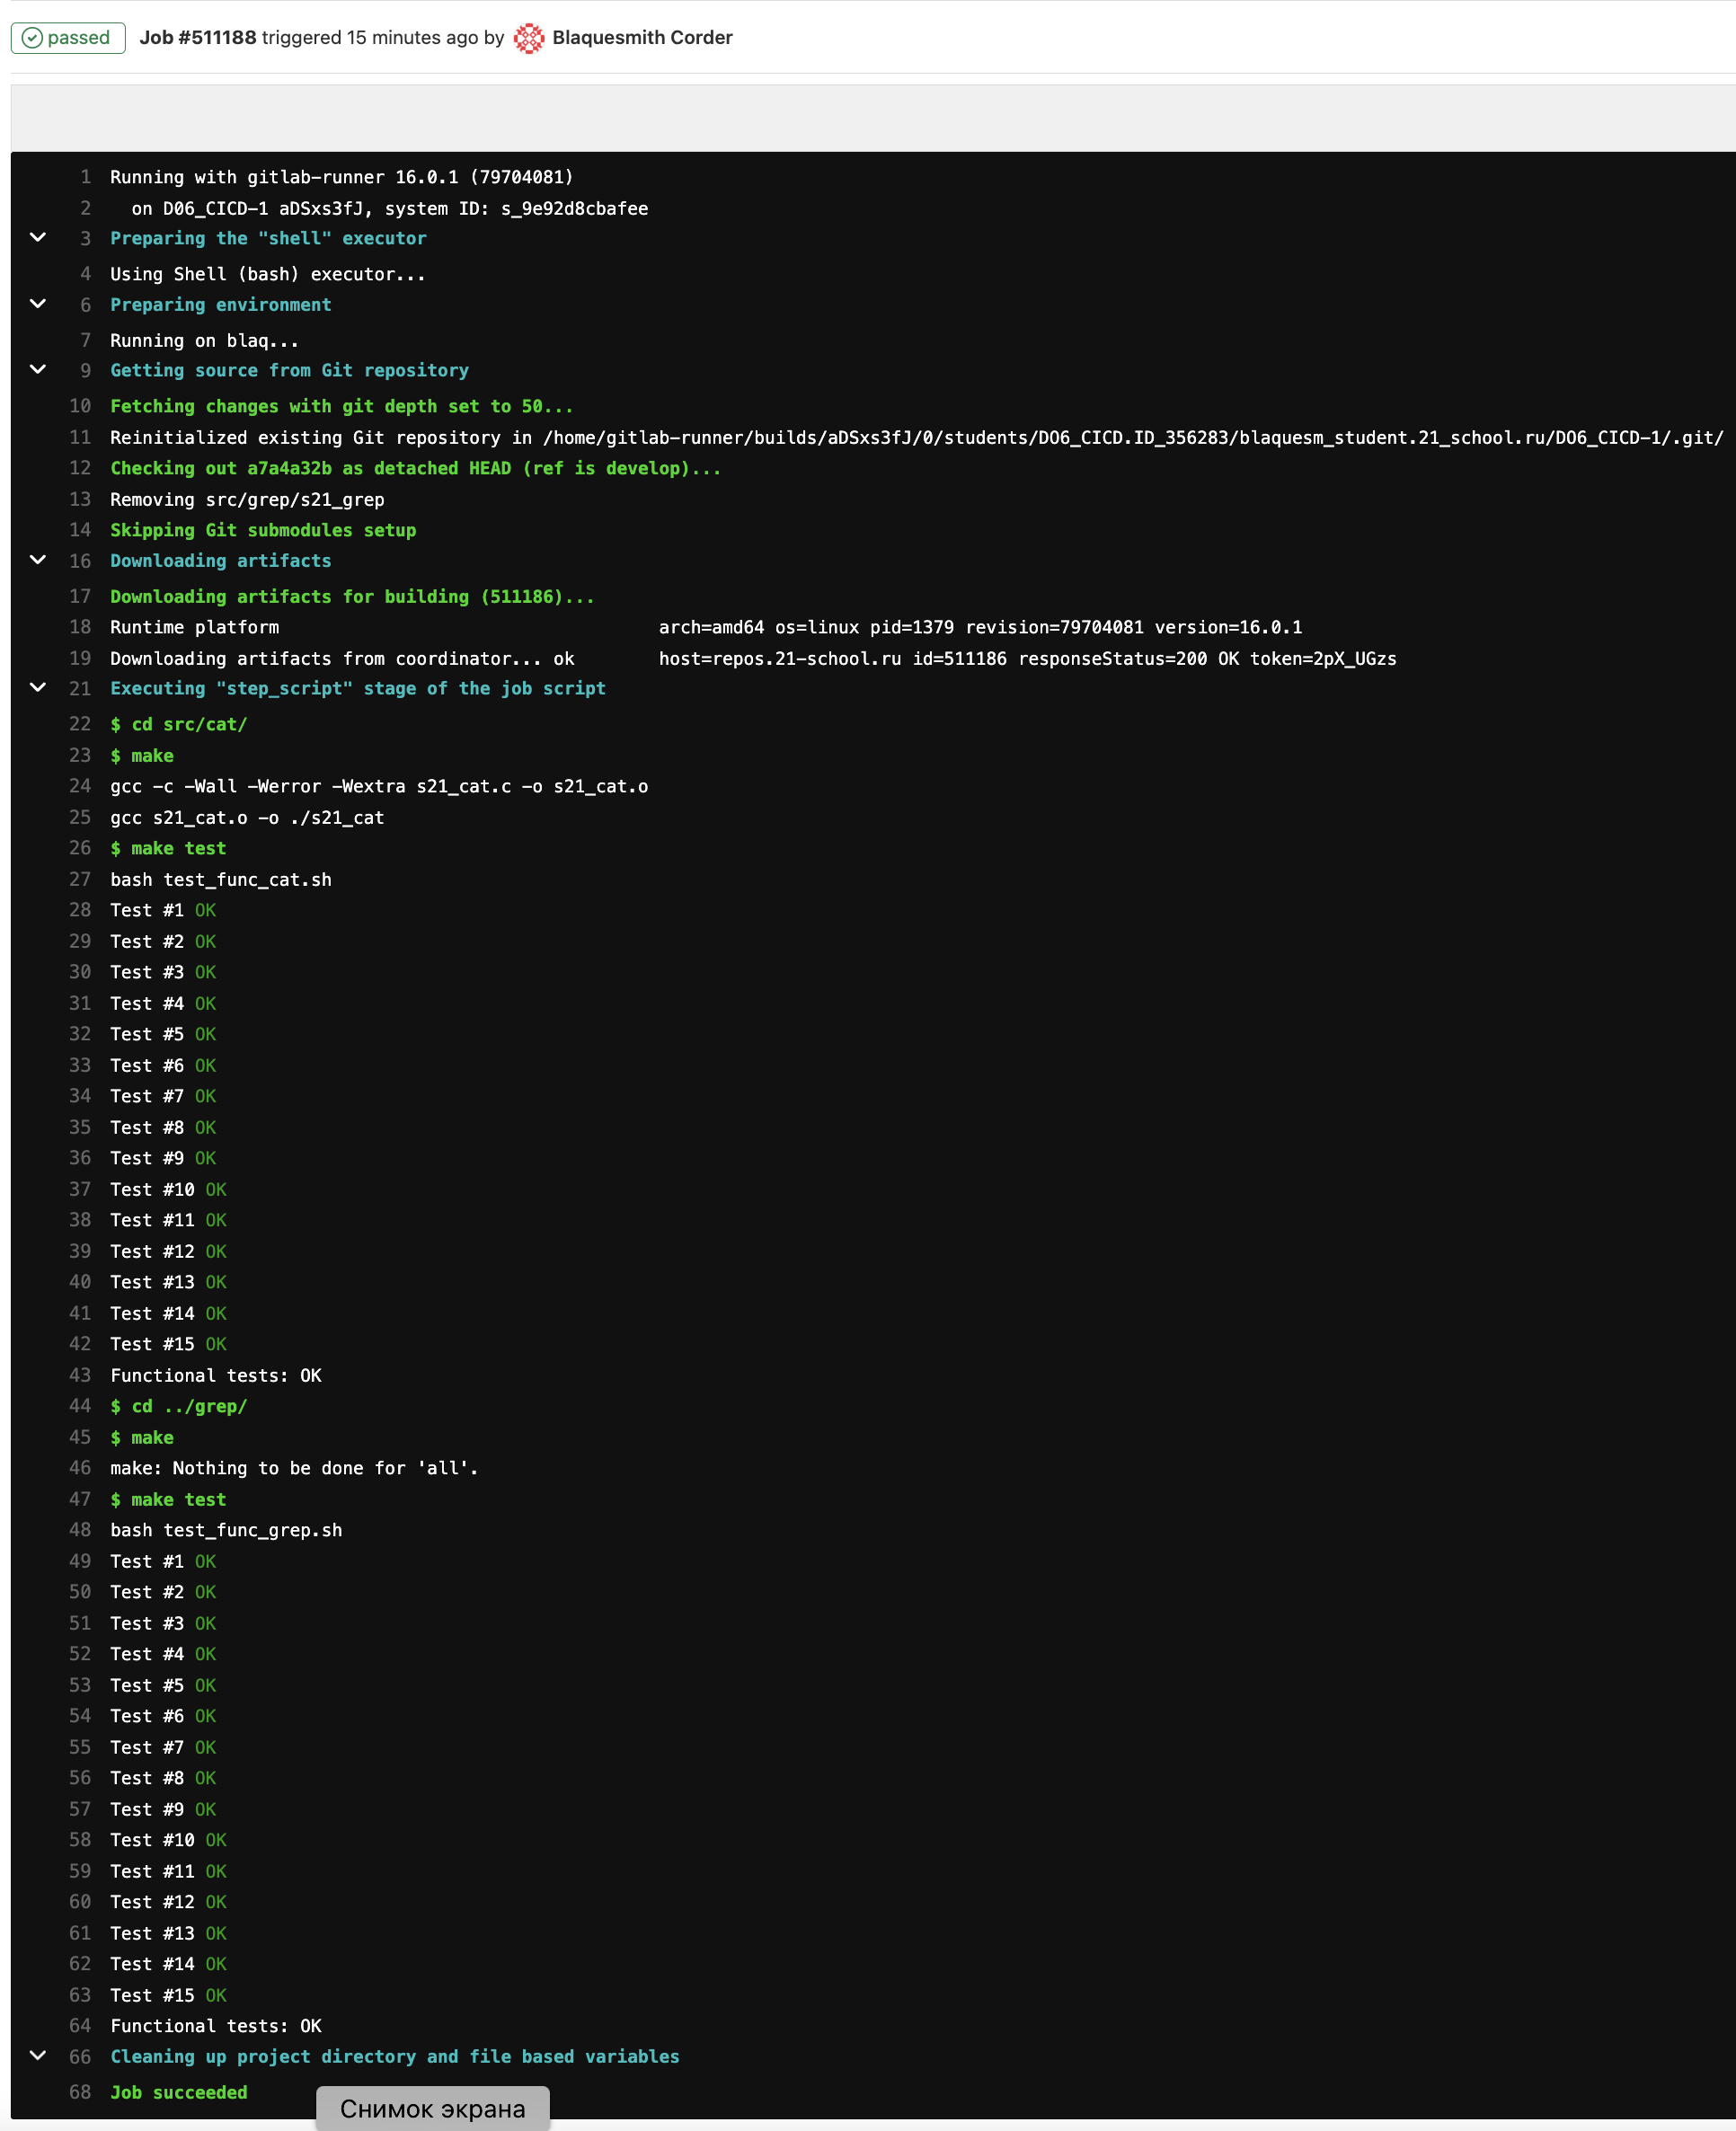 passed Job #511188 triggered 15 minutes ago by Blaquesmith Corder
1 Running with gitlab-runner 16.0.1 (79704081)
2 on D06_CICD-1 aDSxs3fJ, system ID: s_9e92d8cbafee
3 Preparing the "shell" executor
4 Using Shell (bash) executor...
6 Preparing environment
7 Running on blaq...
9 Getting source from Git repository
10 Fetching changes with git depth set to 50...
11 Reinitialized existing Git repository in /home/gitlab-runner/builds/aDSxs3fJ/0/students/DO6_CICD.ID_356283/blaquesm_student.21_school.ru/DO6_CICD-1/.git/
12 Checking out a7a4a32b as detached HEAD (ref is develop)...
13 Removing src/grep/s21_grep
14 Skipping Git submodules setup
16 Downloading artifacts
17 Downloading artifacts for building (511186)...
18 Runtime platform arch=amd64 os=linux pid=1379 revision=79704081 version=16.0.1
19 Downloading artifacts from coordinator... ok host=repos.21-school.ru id=511186 responseStatus=200 OK token=2pX_UGzs
21 Executing "step_script" stage of the job script
22 $ cd src/cat/
23 $ make
24 gcc -c -Wall -Werror -Wextra s21_cat.c -o s21_cat.o
25 gcc s21_cat.o -o ./s21_cat
26 $ make test
27 bash test_func_cat.sh
28 Test #1 OK
29 Test #2 OK
30 Test #3 OK
31 Test #4 OK
32 Test #5 OK
33 Test #6 OK
34 Test #7 OK
35 Test #8 OK
36 Test #9 OK
37 Test #10 OK
38 Test #11 OK
39 Test #12 OK
40 Test #13 OK
41 Test #14 OK
42 Test #15 OK
43 Functional tests: OK
44 $ cd ../grep/
45 $ make
46 make: Nothing to be done for 'all'.
47 $ make test
48 bash test_func_grep.sh
49 Test #1 OK
50 Test #2 OK
51 Test #3 OK
52 Test #4 OK
53 Test #5 OK
54 Test #6 OK
55 Test #7 OK
56 Test #8 OK
57 Test #9 OK
58 Test #10 OK
59 Test #11 OK
60 Test #12 OK
61 Test #13 OK
62 Test #14 OK
63 Test #15 OK
64 Functional tests: OK
66 Cleaning up project directory and file based variables
68 Job succeeded
Снимок экрана